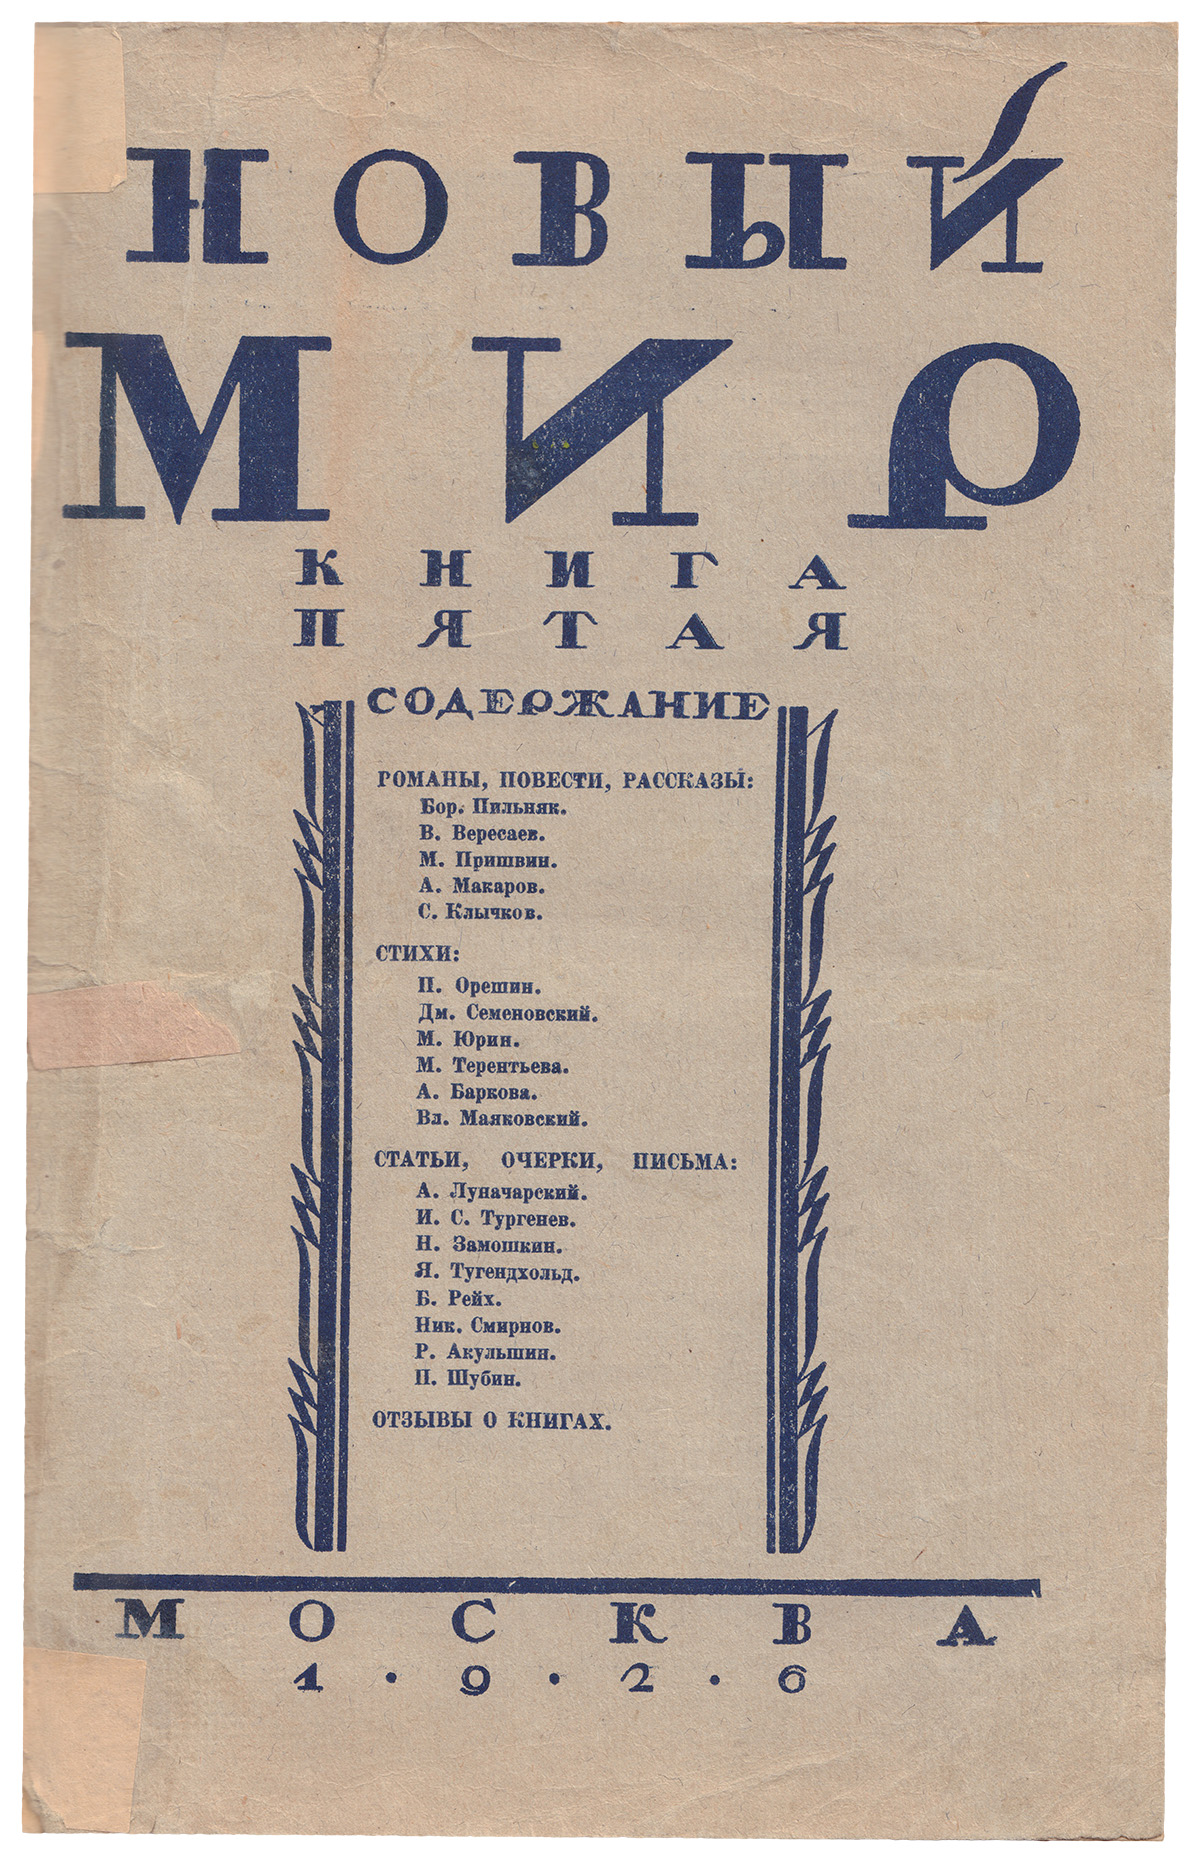 НОВЫЙ
МИР
КНИГА
ПЯТАЯ
СОДЕРЖАНИЕ
РОМАНЫ, ПОВЕСТИ, РАССКАЗЫ:
Бор. Пильняк.
В. Вересаев.
М. Пришвин.
А. Макаров.
С. Клычков.
СТИХИ:
П. Орешин.
Дм. Семеновский.
М. Юрин.
М. Терентьева.
А. Баркова.
Вл. Маяковский.
СТАТЬИ, ОЧЕРКИ, ПИСЬМА:
А. Луначарский.
И. С. Тургенев.
Н. Замошкин.
Я. Тугендхольд.
Б. Рейх.
Ник. Смирнов.
Р. Акульшин.
П. Шубин.
ОТЗЫВЫ О КНИГАХ.
МОСКВА
1•9•2•6